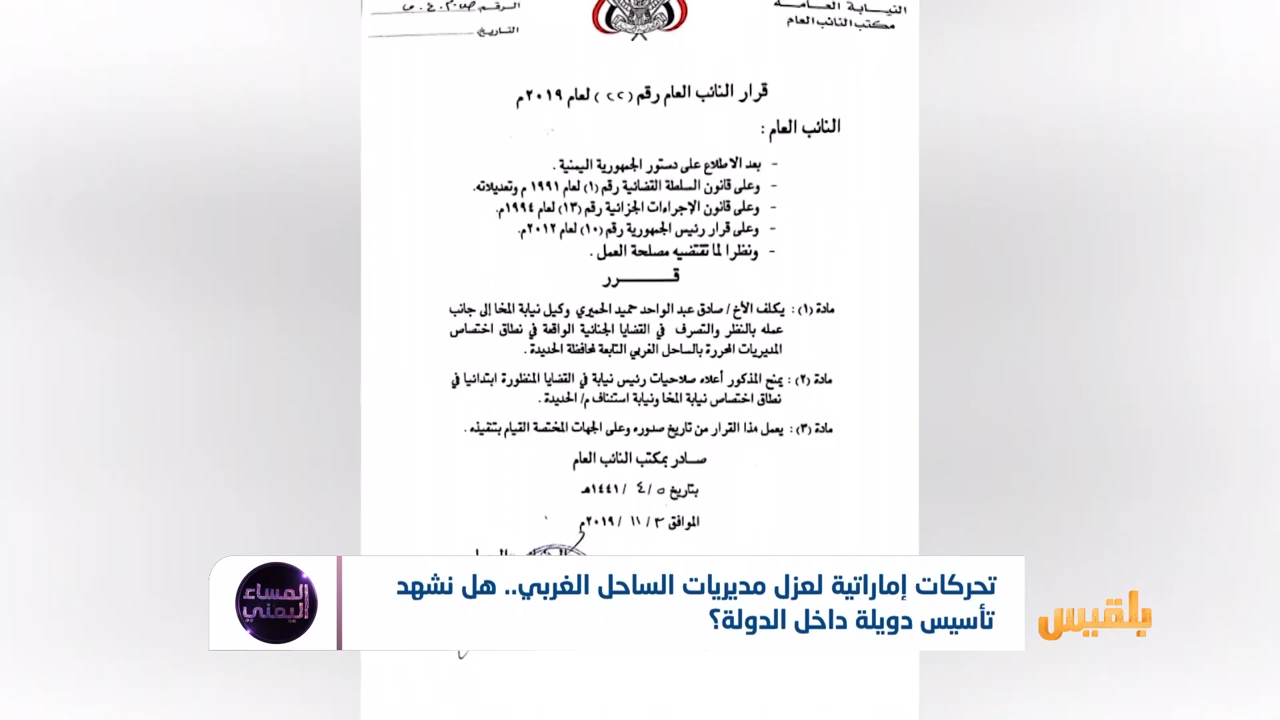 النيابة العامة
مكتب النائب العام
الرقم
التاريخ
قرار النائب العام رقم (٢٢) لعام ٢٠١٩م
النائب العام :
- بعد الاطلاع على دستور الجمهورية اليمنية .
- وعلى قانون السلطة القضائية رقم (١) لعام ١٩٩١م وتعديلاته.
- وعلى قانون الإجراءات الجزائية رقم (١٣) لعام ١٩٩٤م.
- وعلى قرار رئيس الجمهورية رقم (١٠) لعام ٢٠١٢م.
- ونظرا لما تقتضيه مصلحة العمل .
قـــــــرر
مادة (١): يكلف الأخ / صادق عبد الواحد حميد الحميري وكيل نيابة المخا إلى جانب
عمله بالنظر والتصرف في القضايا الجنائية الواقعة في نطاق اختصاص
المديريات المحررة بالساحل الغربي التابعة لمحافظة الحديدة .
مادة (٢): يمنح المذكور أعلاه صلاحيات رئيس نيابة في القضايا المنظورة ابتدائيا في
نطاق اختصاص نيابة المخا ونيابة استئناف م/ الحديدة .
مادة (٣): يعمل هذا القرار من تاريخ صدوره وعلى الجهات المختصة القيام بتنفيذه .
صـــادر بمكتب النائب العام
بتاريخ ٥/ ٤ / ١٤٤١هـ
الموافق ٣/ ١١ / ٢٠١٩م
تحركات إماراتية لعزل مديريات الساحل الغربي.. هل نشهد
تأسيس دويلة داخل الدولة؟
المساء
اليمني
بلقيس